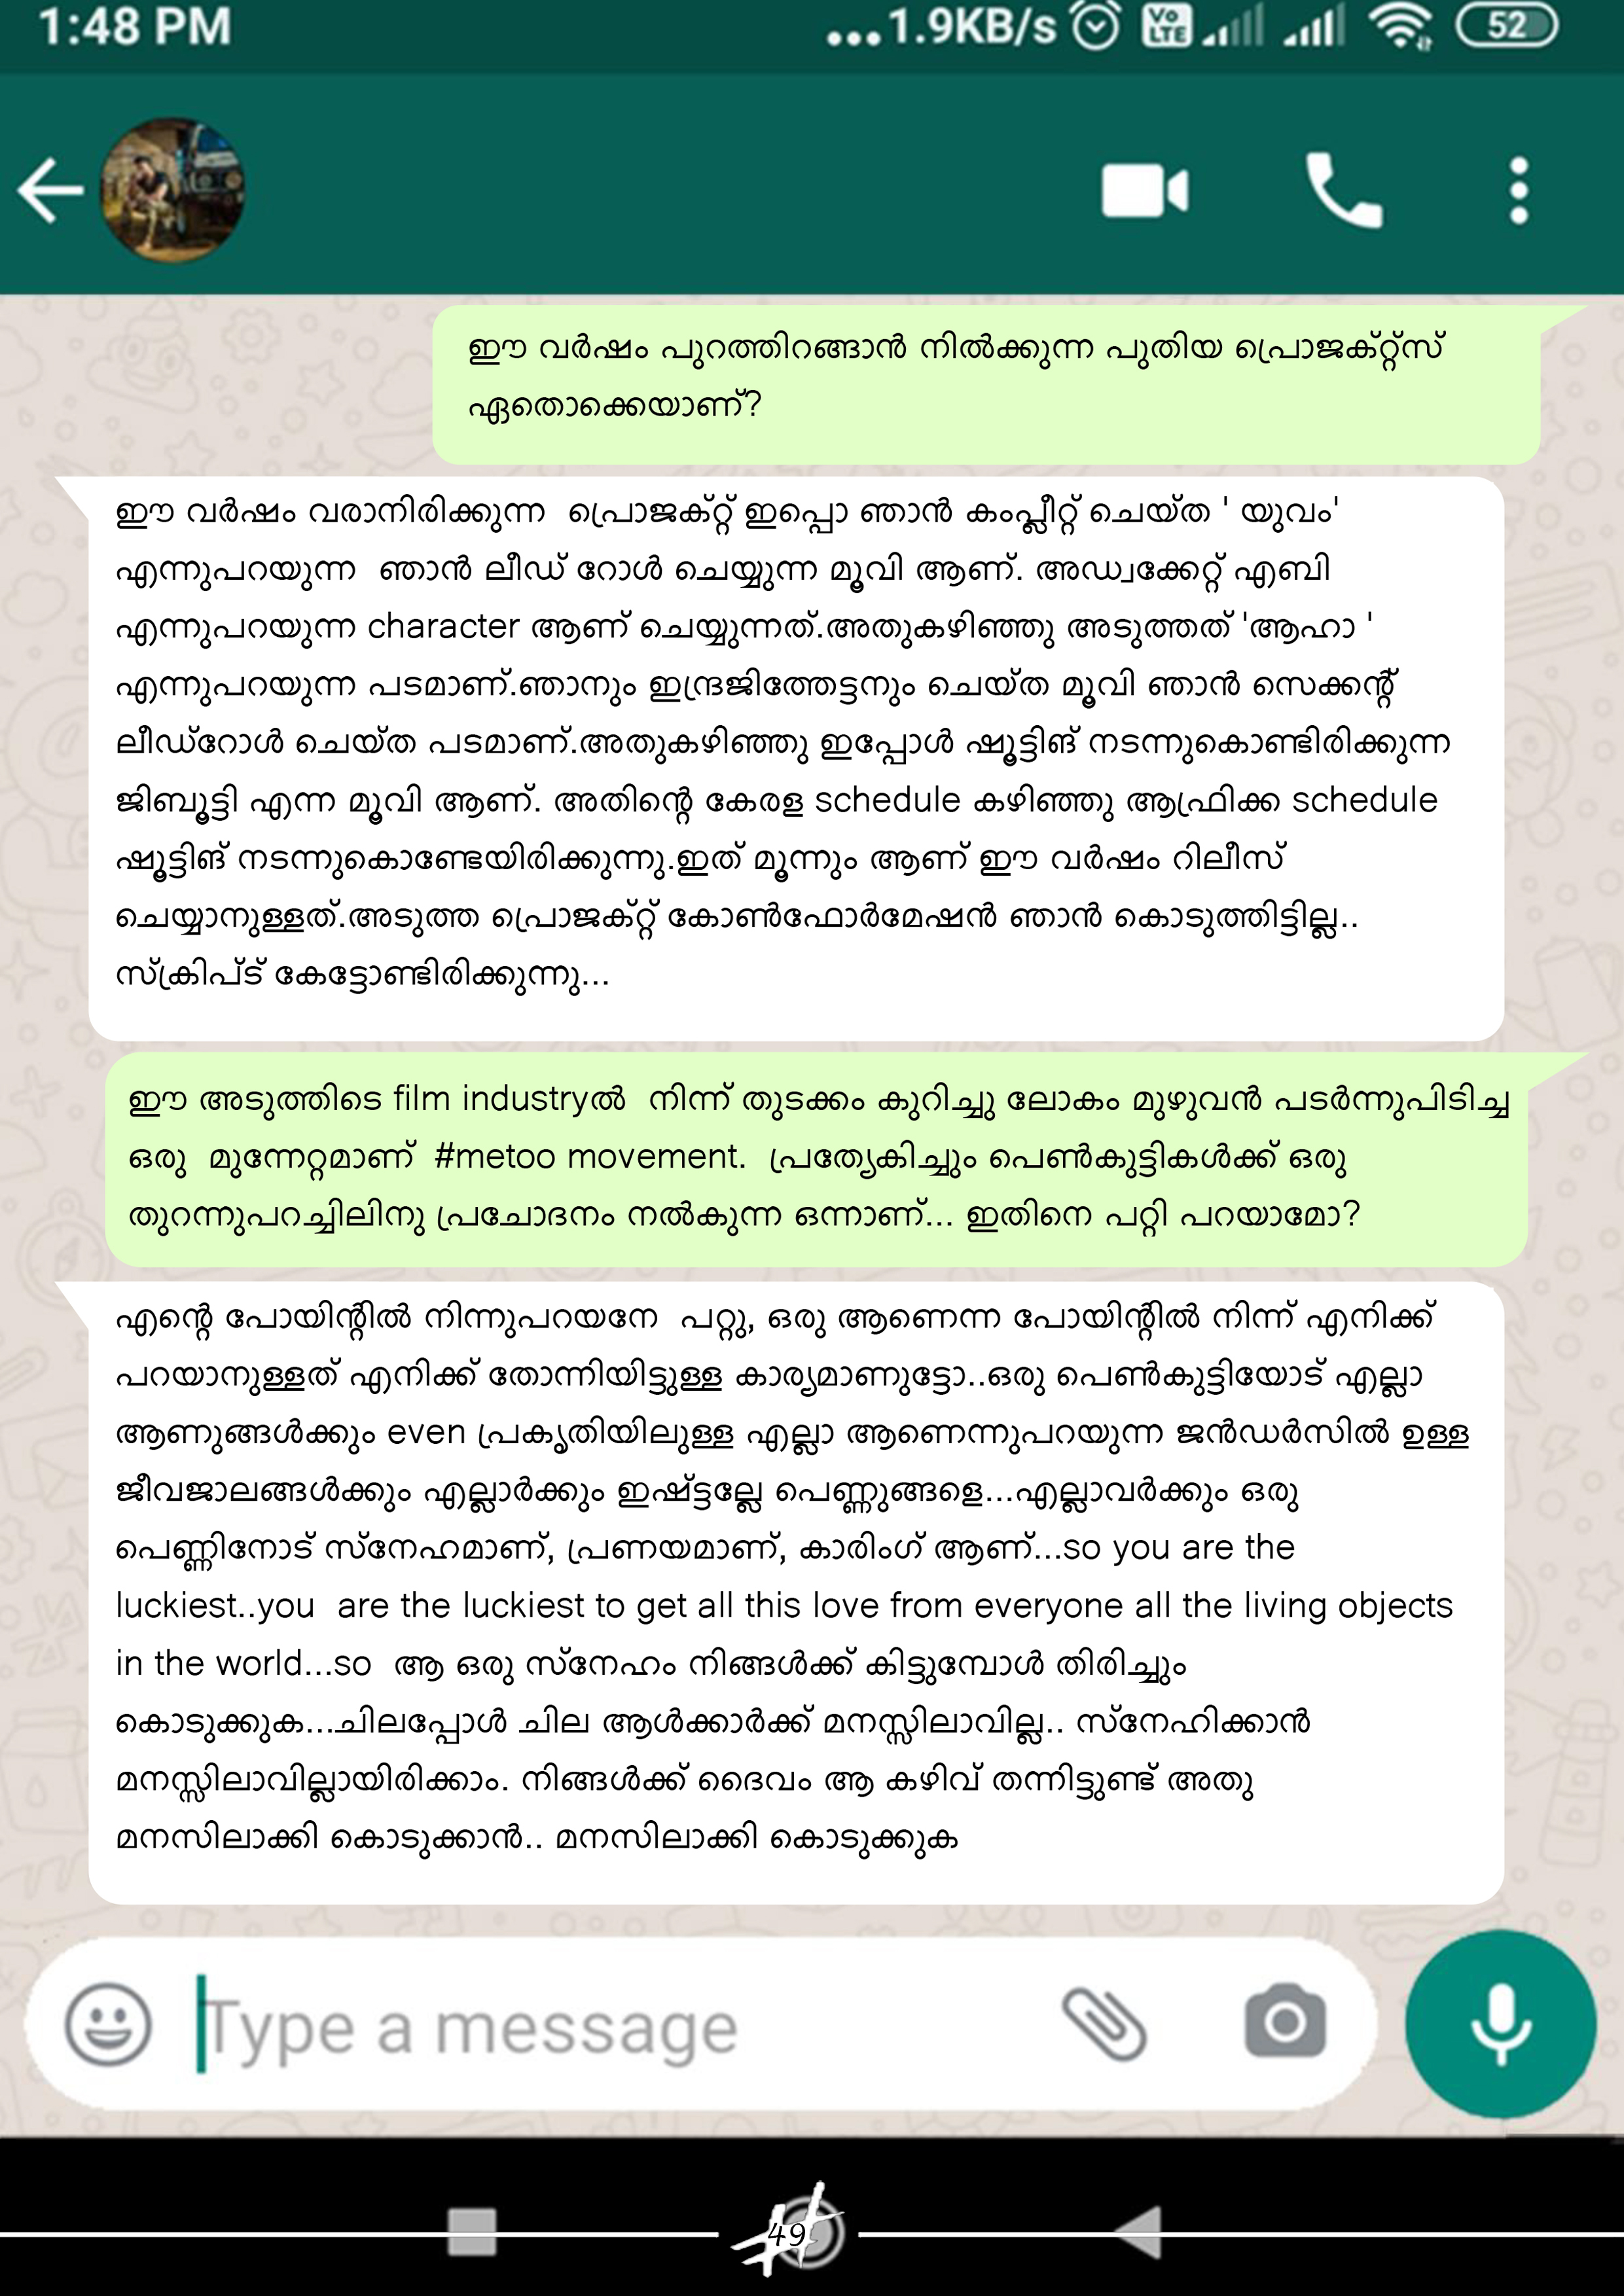 1:48 PM
...1.9KB/s Vo LTE 52
ഈ വർഷം പുറത്തിറങ്ങാൻ നിൽക്കുന്ന പുതിയ പ്രൊജക്റ്റ്സ്
ഏതൊക്കെയാണ്?
ഈ വർഷം വരാനിരിക്കുന്ന പ്രൊജക്റ്റ് ഇപ്പൊ ഞാൻ കംപ്ലീറ്റ് ചെയ്ത ' യുവം'
എന്നുപറയുന്ന ഞാൻ ലീഡ് റോൾ ചെയ്യുന്ന മൂവി ആണ്. അഡ്വക്കേറ്റ് എബി
എന്നുപറയുന്ന character ആണ് ചെയ്യുന്നത്.അതുകഴിഞ്ഞു അടുത്തത് 'ആഹാ '
എന്നുപറയുന്ന പടമാണ്.ഞാനും ഇന്ദ്രജിത്തേട്ടനും ചെയ്ത മൂവി ഞാൻ സെക്കന്റ്
ലീഡ്റോൾ ചെയ്ത പടമാണ്.അതുകഴിഞ്ഞു ഇപ്പോൾ ഷൂട്ടിങ് നടന്നുകൊണ്ടിരിക്കുന്ന
ജിബൂട്ടി എന്ന മൂവി ആണ്. അതിന്റെ കേരള schedule കഴിഞ്ഞു ആഫ്രിക്ക schedule
ഷൂട്ടിങ് നടന്നുകൊണ്ടേയിരിക്കുന്നു.ഇത് മൂന്നും ആണ് ഈ വർഷം റിലീസ്
ചെയ്യാനുള്ളത്.അടുത്ത പ്രൊജക്റ്റ് കോൺഫോർമേഷൻ ഞാൻ കൊടുത്തിട്ടില്ല..
സ്ക്രിപ്ട് കേട്ടോണ്ടിരിക്കുന്നു...
ഈ അടുത്തിടെ film industryൽ നിന്ന് തുടക്കം കുറിച്ചു ലോകം മുഴുവൻ പടർന്നുപിടിച്ച
ഒരു മുന്നേറ്റമാണ് #metoo movement. പ്രത്യേകിച്ചും പെൺകുട്ടികൾക്ക് ഒരു
തുറന്നുപറച്ചിലിനു പ്രചോദനം നൽകുന്ന ഒന്നാണ്... ഇതിനെ പറ്റി പറയാമോ?
എന്റെ പോയിന്റിൽ നിന്നുപറയനേ പറ്റു, ഒരു ആണെന്ന പോയിന്റിൽ നിന്ന് എനിക്ക്
പറയാനുള്ളത് എനിക്ക് തോന്നിയിട്ടുള്ള കാര്യമാണുട്ടോ..ഒരു പെൺകുട്ടിയോട് എല്ലാ
ആണുങ്ങൾക്കും even പ്രകൃതിയിലുള്ള എല്ലാ ആണെന്നുപറയുന്ന ജൻഡർസിൽ ഉള്ള
ജീവജാലങ്ങൾക്കും എല്ലാർക്കും ഇഷ്ട്ടല്ലേ പെണ്ണുങ്ങളെ...എല്ലാവർക്കും ഒരു
പെണ്ണിനോട് സ്നേഹമാണ്, പ്രണയമാണ്, കാരിംഗ് ആണ്...so you are the
luckiest..you are the luckiest to get all this love from everyone all the living objects
in the world...so ആ ഒരു സ്നേഹം നിങ്ങൾക്ക് കിട്ടുമ്പോൾ തിരിച്ചും
കൊടുക്കുക...ചിലപ്പോൾ ചില ആൾക്കാർക്ക് മനസ്സിലാവില്ല.. സ്നേഹിക്കാൻ
മനസ്സിലാവില്ലായിരിക്കാം. നിങ്ങൾക്ക് ദൈവം ആ കഴിവ് തന്നിട്ടുണ്ട് അതു
മനസിലാക്കി കൊടുക്കാൻ.. മനസിലാക്കി കൊടുക്കുക
Type a message
49